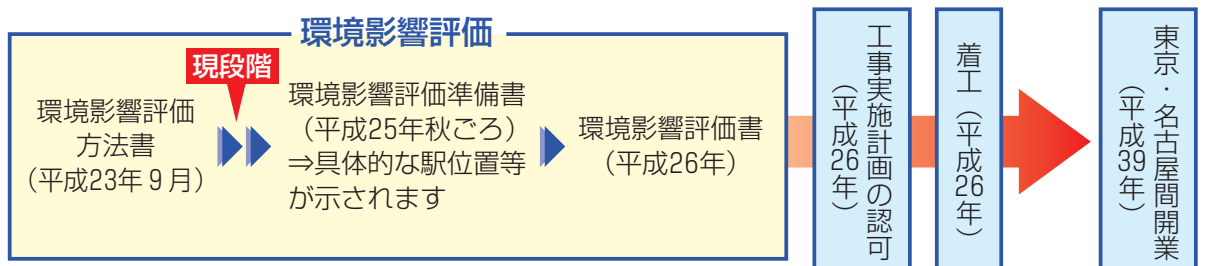 環境影響評価
現段階
環境影響評価
方法書
（平成23年９月）
環境影響評価準備書
（平成25年秋ごろ）
⇒具体的な駅位置等
が示されます
環境影響評価書
（平成26年）
工事実施計画の認可
（平成26年）
着工（平成26年）
東京・名古屋間開業
（平成39年）